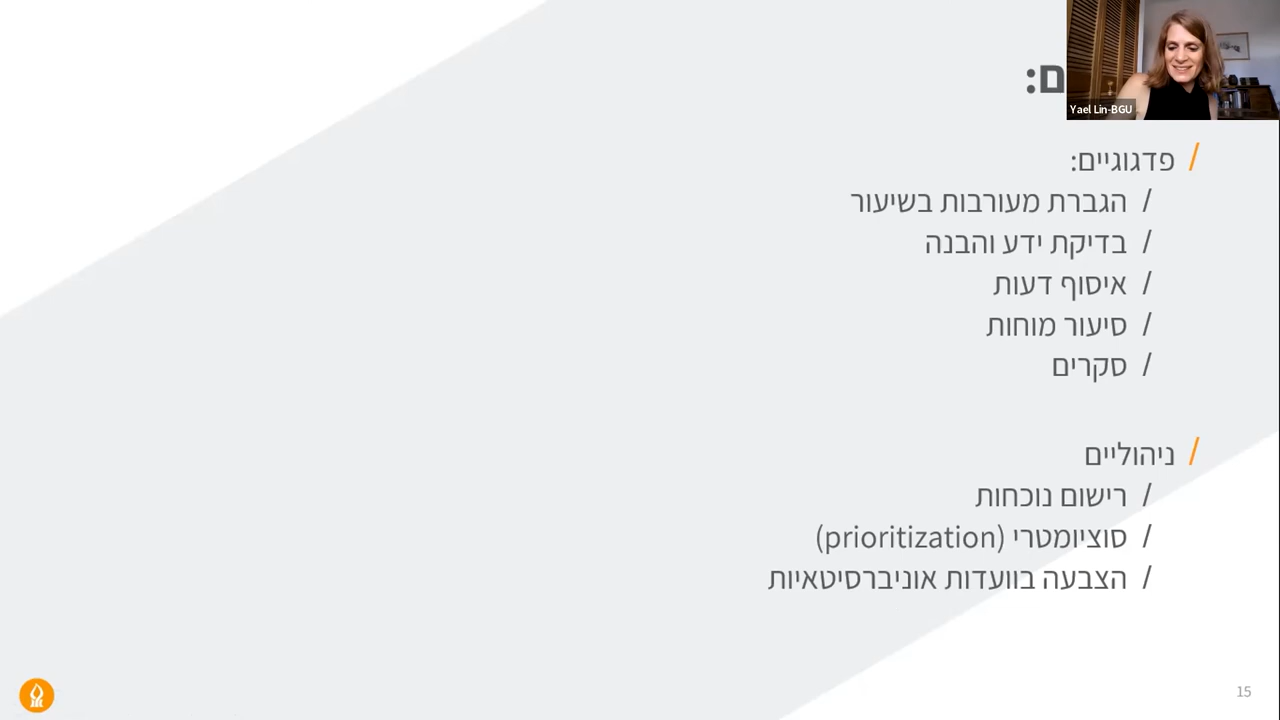 ם:
Yael Lin-BGU
/ פדגוגיים:
/ הגברת מעורבות בשיעור
/ בדיקת ידע והבנה
/ איסוף דעות
/ סיעור מוחות
/ סקרים
/ ניהוליים
/ רישום נוכחות
/ סוציומטרי (prioritization)
/ הצבעה בוועדות אוניברסיטאיות
15